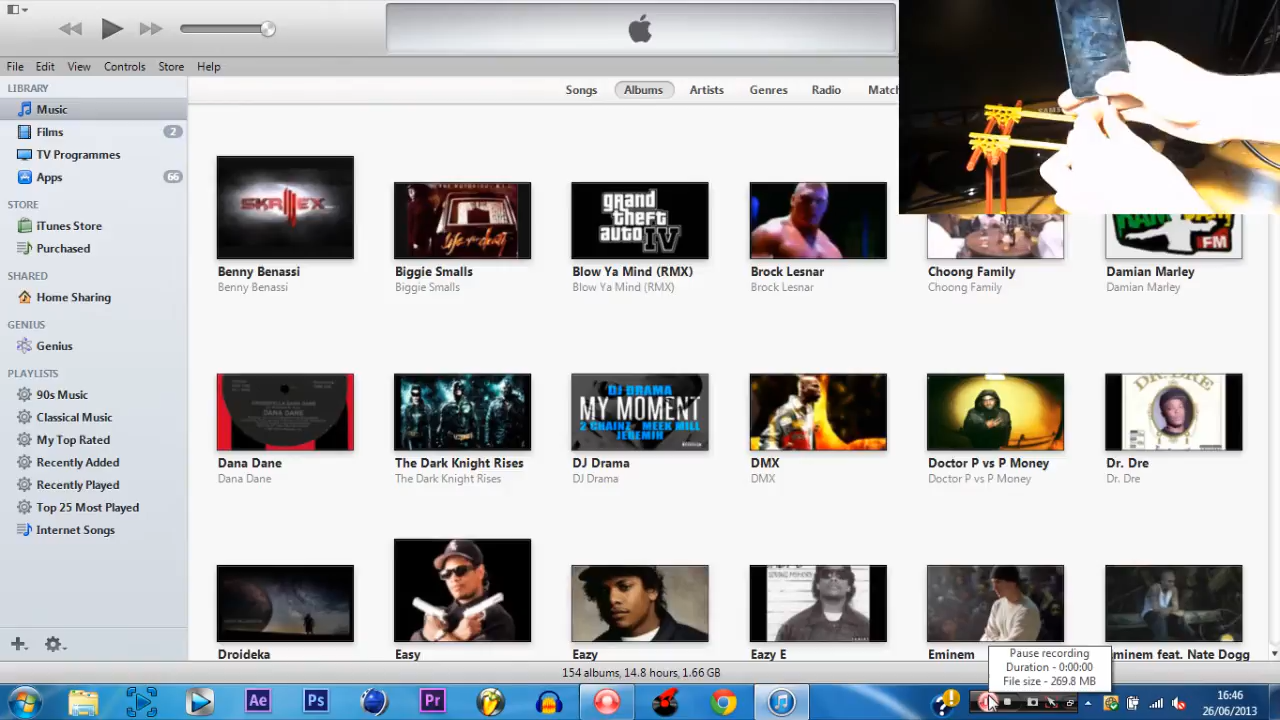 File Edit View Controls Store Help
LIBRARY
Music
Films 2
TV Programmes
Apps 66
STORE
iTunes Store
Purchased
SHARED
Home Sharing
GENIUS
Genius
PLAYLISTS
90s Music
Classical Music
My Top Rated
Recently Added
Recently Played
Top 25 Most Played
Internet Songs
Songs Albums Artists Genres Radio Match
SKRILLEX
Life after death
grand theft auto IV
FM
Benny Benassi
Benny Benassi
Biggie Smalls
Biggie Smalls
Blow Ya Mind (RMX)
Blow Ya Mind (RMX)
Brock Lesnar
Brock Lesnar
Choong Family
Choong Family
Damian Marley
Damian Marley
DANA DANE
DJ DRAMA
MY MOMENT
2 CHAINZ - MEEK MILL
JEREMIH
DR. DRE
Dana Dane
Dana Dane
The Dark Knight Rises
The Dark Knight Rises
DJ Drama
DJ Drama
DMX
DMX
Doctor P vs P Money
Doctor P vs P Money
Dr. Dre
Dr. Dre
Droideka
Easy
Eazy
Eazy E
Eminem
Eminem feat. Nate Dogg
Pause recording
Duration - 0:00:00
File size - 269.8 MB
154 albums, 14.8 hours, 1.66 GB
Ae
Ps
Pr
16:46
26/06/2013